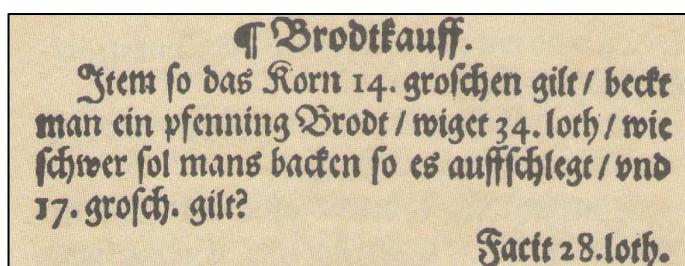 ¶ Brodtkauff.
Item so das Korn 14. groschen gilt / beckt
man ein pfenning Brodt / wiget 34. loth / wie
schwer sol mans backen so es auffschlegt / vnd
17. grosch. gilt?
Facit 28. loth.